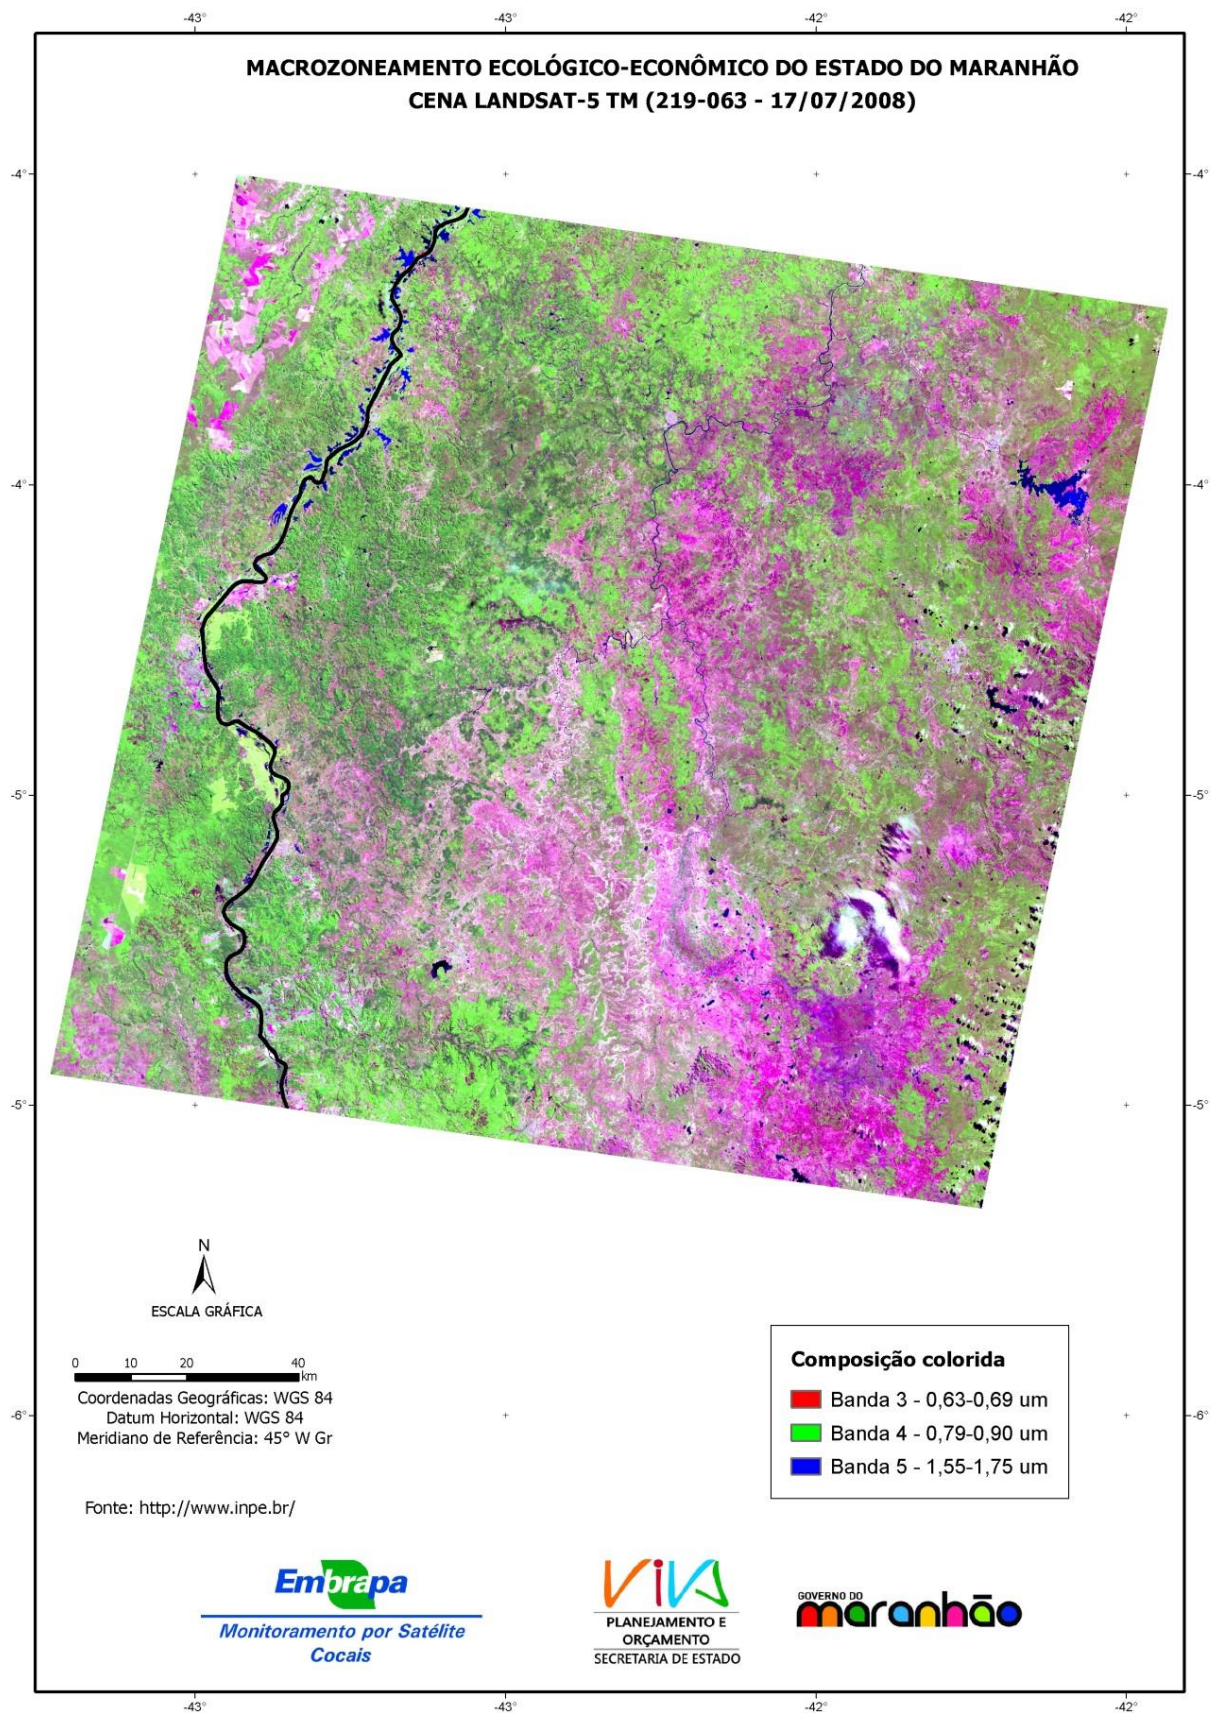 -43° -43° -42° -42°
MACROZONEAMENTO ECOLÓGICO-ECONÔMICO DO ESTADO DO MARANHÃO
CENA LANDSAT-5 TM (219-063 - 17/07/2008)
-4° -4°
-4° -4°
-5° -5°
-5° -5°
-6° -6°
N
ESCALA GRÁFICA
0 10 20 40
km
Coordenadas Geográficas: WGS 84
Datum Horizontal: WGS 84
Meridiano de Referência: 45° W Gr
Fonte: http://www.inpe.br/
Composição colorida
Banda 3 - 0,63-0,69 um
Banda 4 - 0,79-0,90 um
Banda 5 - 1,55-1,75 um
Embrapa
Monitoramento por Satélite
Cocais
VIVA
PLANEJAMENTO E
ORÇAMENTO
SECRETARIA DE ESTADO
GOVERNO DO
maranhão
-43° -43° -42° -42°